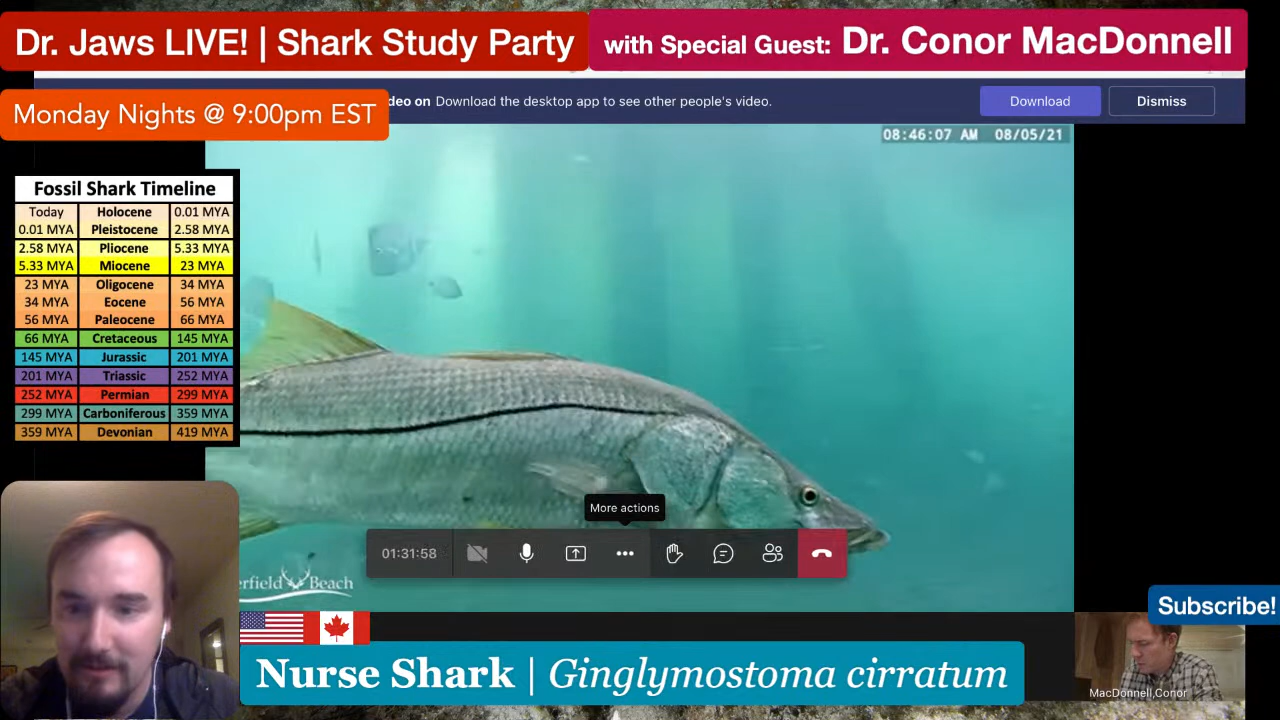 Dr. Jaws LIVE! | Shark Study Party
with Special Guest: Dr. Conor MacDonnell
Monday Nights @ 9:00pm EST
deo on Download the desktop app to see other people's video.
Download
Dismiss
08:46:07 AM 08/05/21
Fossil Shark Timeline
Today Holocene 0.01 MYA
0.01 MYA Pleistocene 2.58 MYA
2.58 MYA Pliocene 5.33 MYA
5.33 MYA Miocene 23 MYA
23 MYA Oligocene 34 MYA
34 MYA Eocene 56 MYA
56 MYA Paleocene 66 MYA
66 MYA Cretaceous 145 MYA
145 MYA Jurassic 201 MYA
201 MYA Triassic 252 MYA
252 MYA Permian 299 MYA
299 MYA Carboniferous 359 MYA
359 MYA Devonian 419 MYA
More actions
01:31:58
erfield Beach
Subscribe!
Nurse Shark | Ginglymostoma cirratum
MacDonnell,Conor